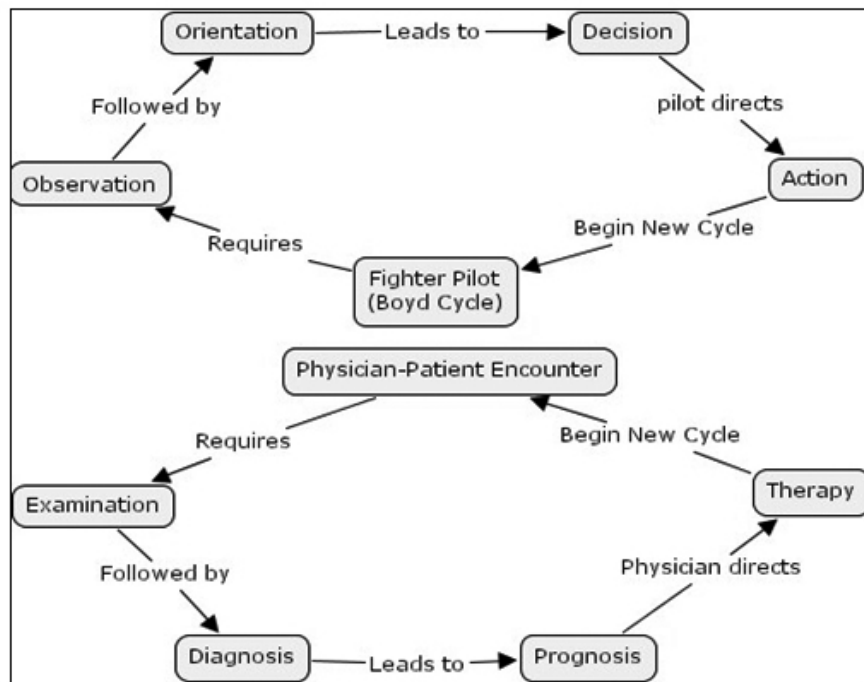 Orientation
Leads to
Decision
Followed by
pilot directs
Observation
Action
Requires
Begin New Cycle
Fighter Pilot
(Boyd Cycle)
Physician-Patient Encounter
Requires
Begin New Cycle
Examination
Therapy
Followed by
Physician directs
Diagnosis
Leads to
Prognosis